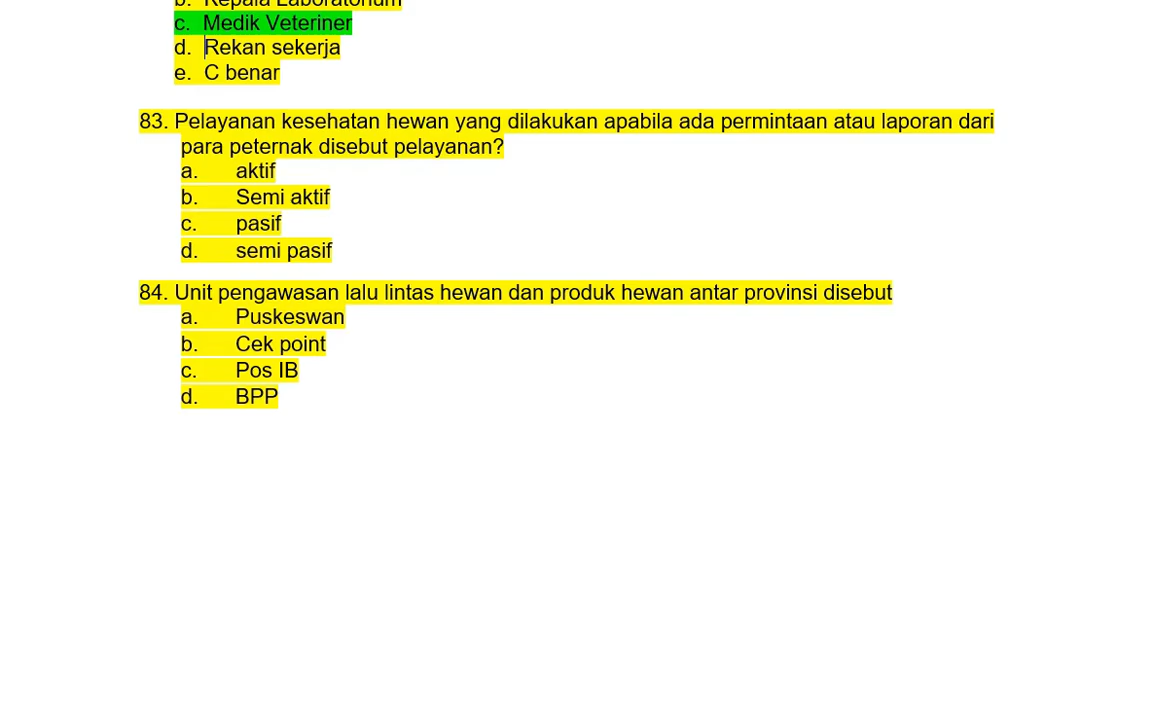 b. Kepala Laboratorium
c. Medik Veteriner
d. Rekan sekerja
e. C benar
83. Pelayanan kesehatan hewan yang dilakukan apabila ada permintaan atau laporan dari
para peternak disebut pelayanan?
a. aktif
b. Semi aktif
c. pasif
d. semi pasif
84. Unit pengawasan lalu lintas hewan dan produk hewan antar provinsi disebut
a. Puskeswan
b. Cek point
c. Pos IB
d. BPP